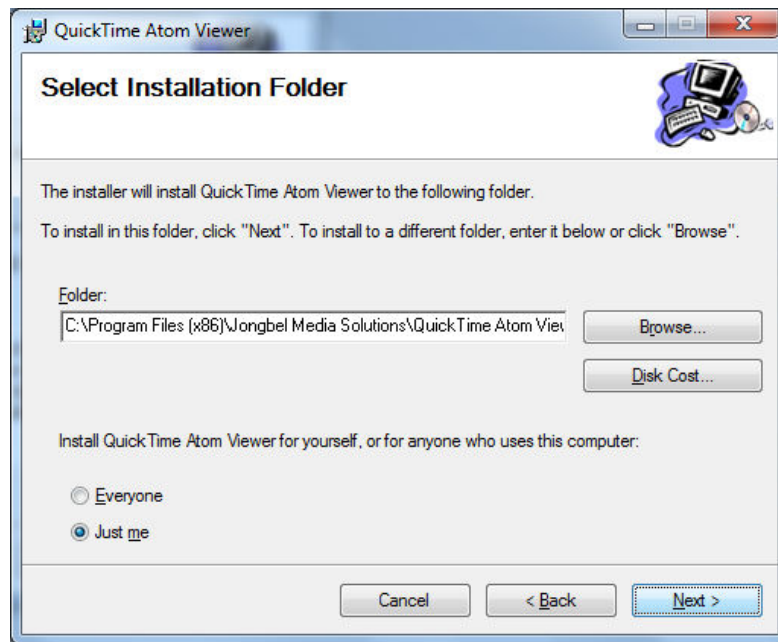 QuickTime Atom Viewer
Select Installation Folder
The installer will install QuickTime Atom Viewer to the following folder.
To install in this folder, click "Next". To install to a different folder, enter it below or click "Browse".
Folder:
C:\Program Files (x86)\Jongbel Media Solutions\QuickTime Atom View
Browse...
Disk Cost...
Install QuickTime Atom Viewer for yourself, or for anyone who uses this computer:
Everyone
Just me
Cancel
< Back
Next >